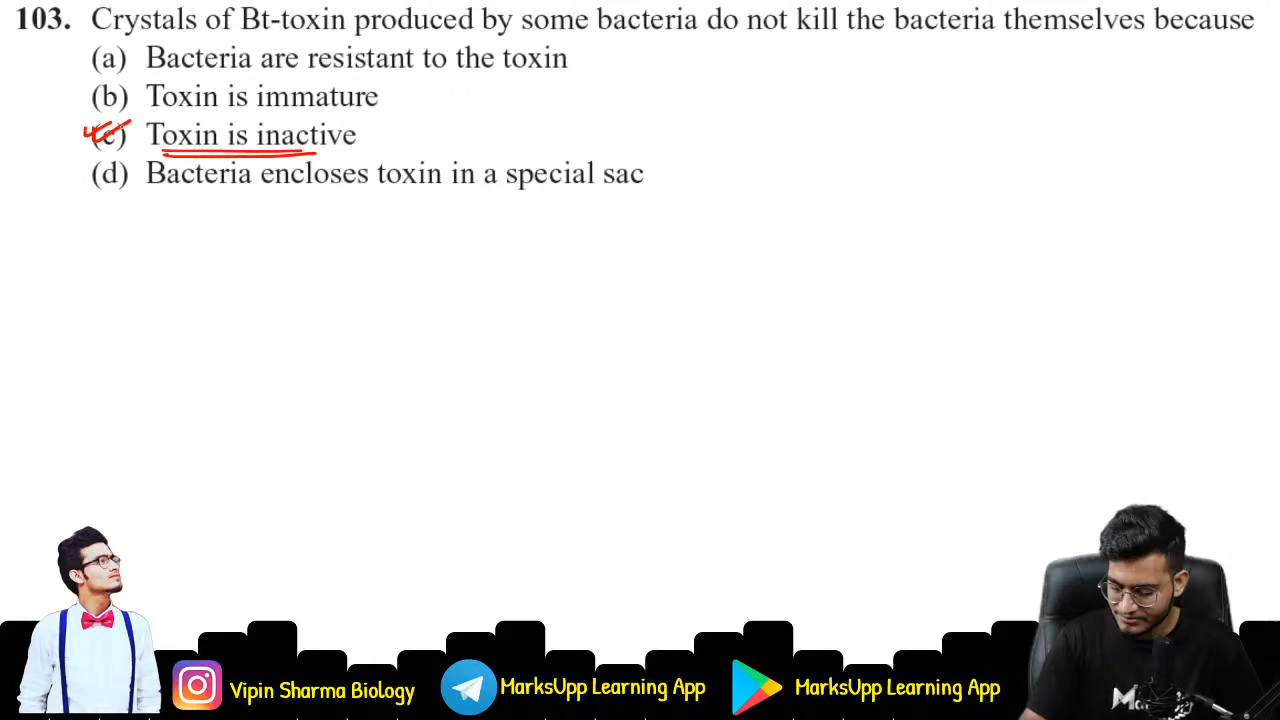 103. Crystals of Bt-toxin produced by some bacteria do not kill the bacteria themselves because
(a) Bacteria are resistant to the toxin
(b) Toxin is immature
(c) Toxin is inactive
(d) Bacteria encloses toxin in a special sac
Vipin Sharma Biology
MarksUpp Learning App
MarksUpp Learning App